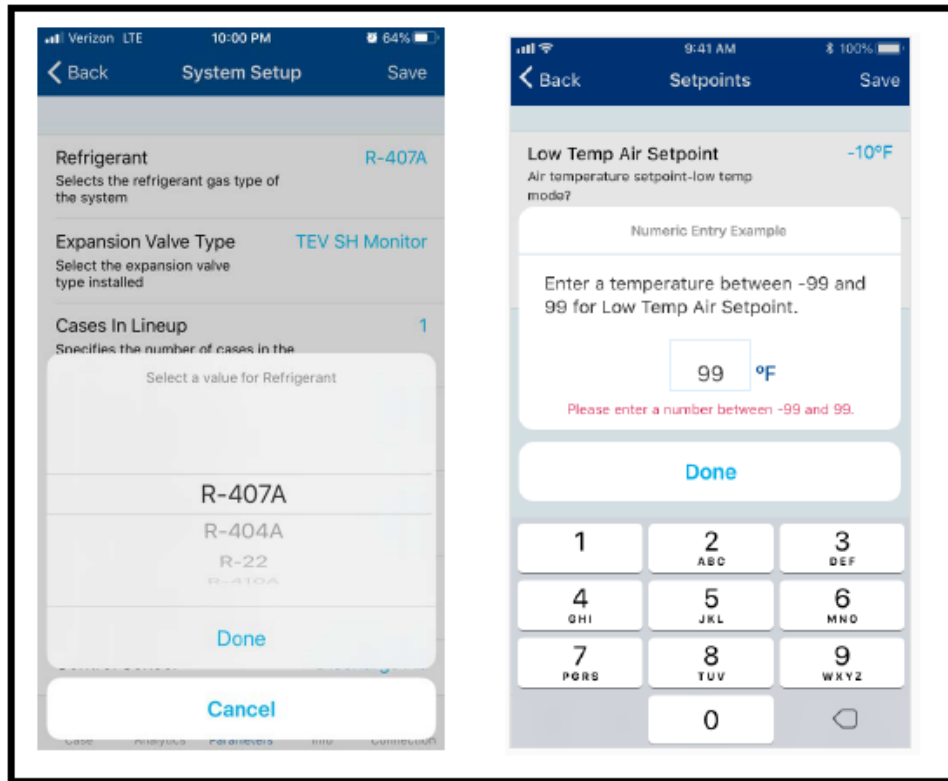 Verizon LTE 10:00 PM 64%
Back System Setup Save
Refrigerant R-407A
Selects the refrigerant gas type of
the system
Expansion Valve Type TEV SH Monitor
Select the expansion valve
type installed
Cases In Lineup 1
Specifies the number of cases in the
Select a value for Refrigerant
R-407A
R-404A
R-22
R-410A
Done
Cancel
Case Analytics Parameters Info Connection
9:41 AM 100%
Back Setpoints Save
Low Temp Air Setpoint -10°F
Air temperature setpoint-low temp
mode?
Numeric Entry Example
Enter a temperature between -99 and
99 for Low Temp Air Setpoint.
99 °F
Please enter a number between -99 and 99.
Done
1 2 3
ABC DEF
4 5 6
GHI JKL MNO
7 8 9
PQRS TUV WXYZ
0